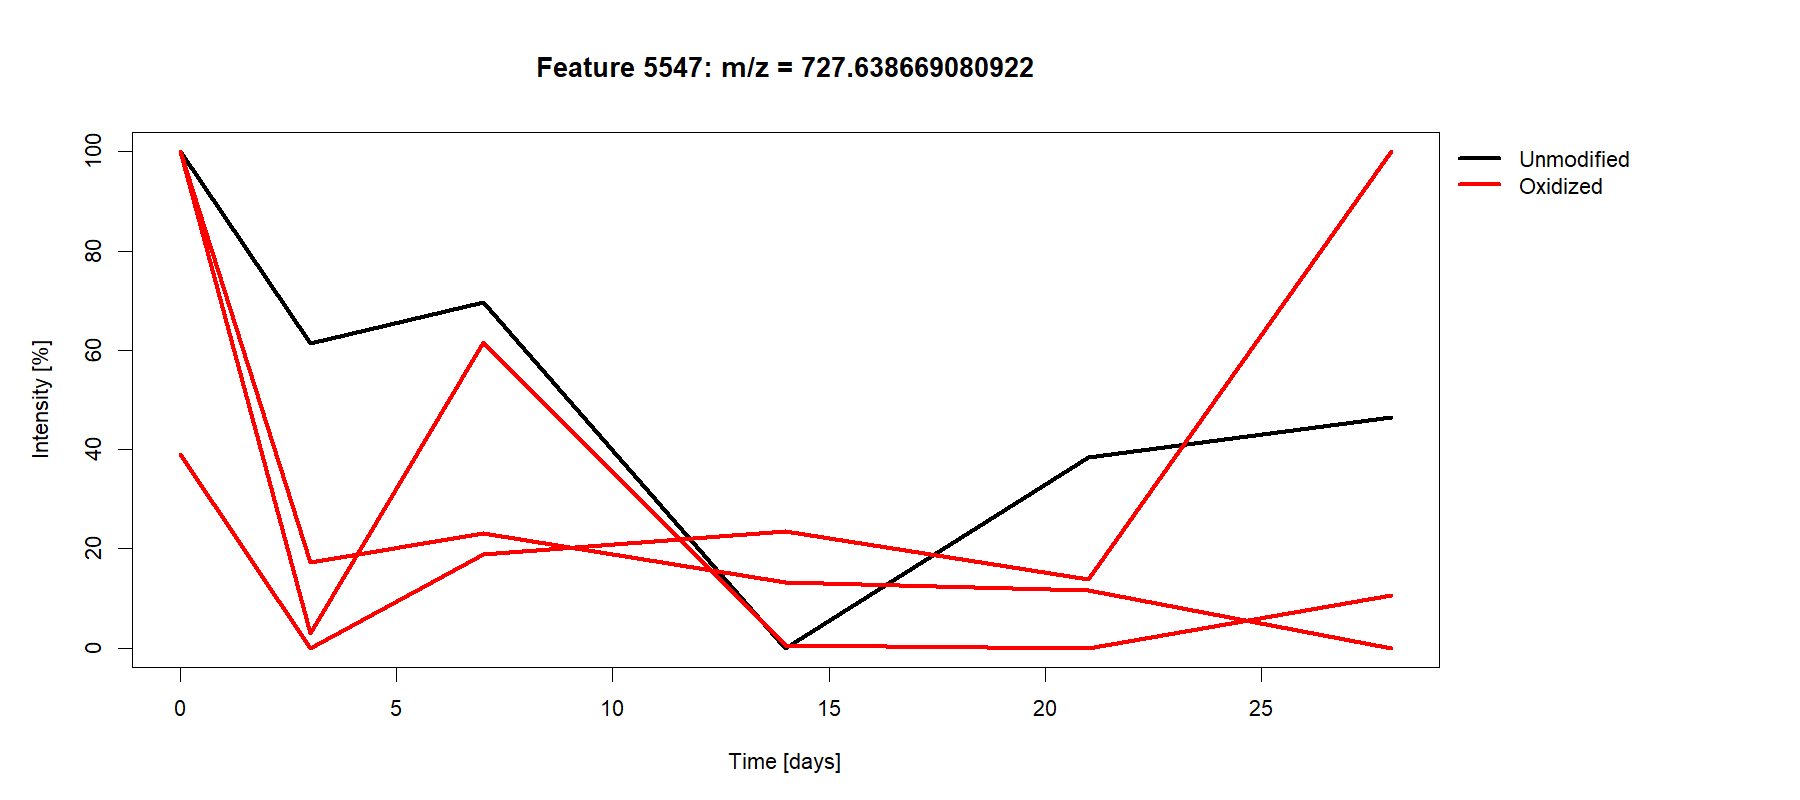 Feature 5547: m/z = 727.638669080922
Unmodified
Oxidized
Intensity [%]
100
80
60
40
20
0
0 5 10 15 20 25
Time [days]